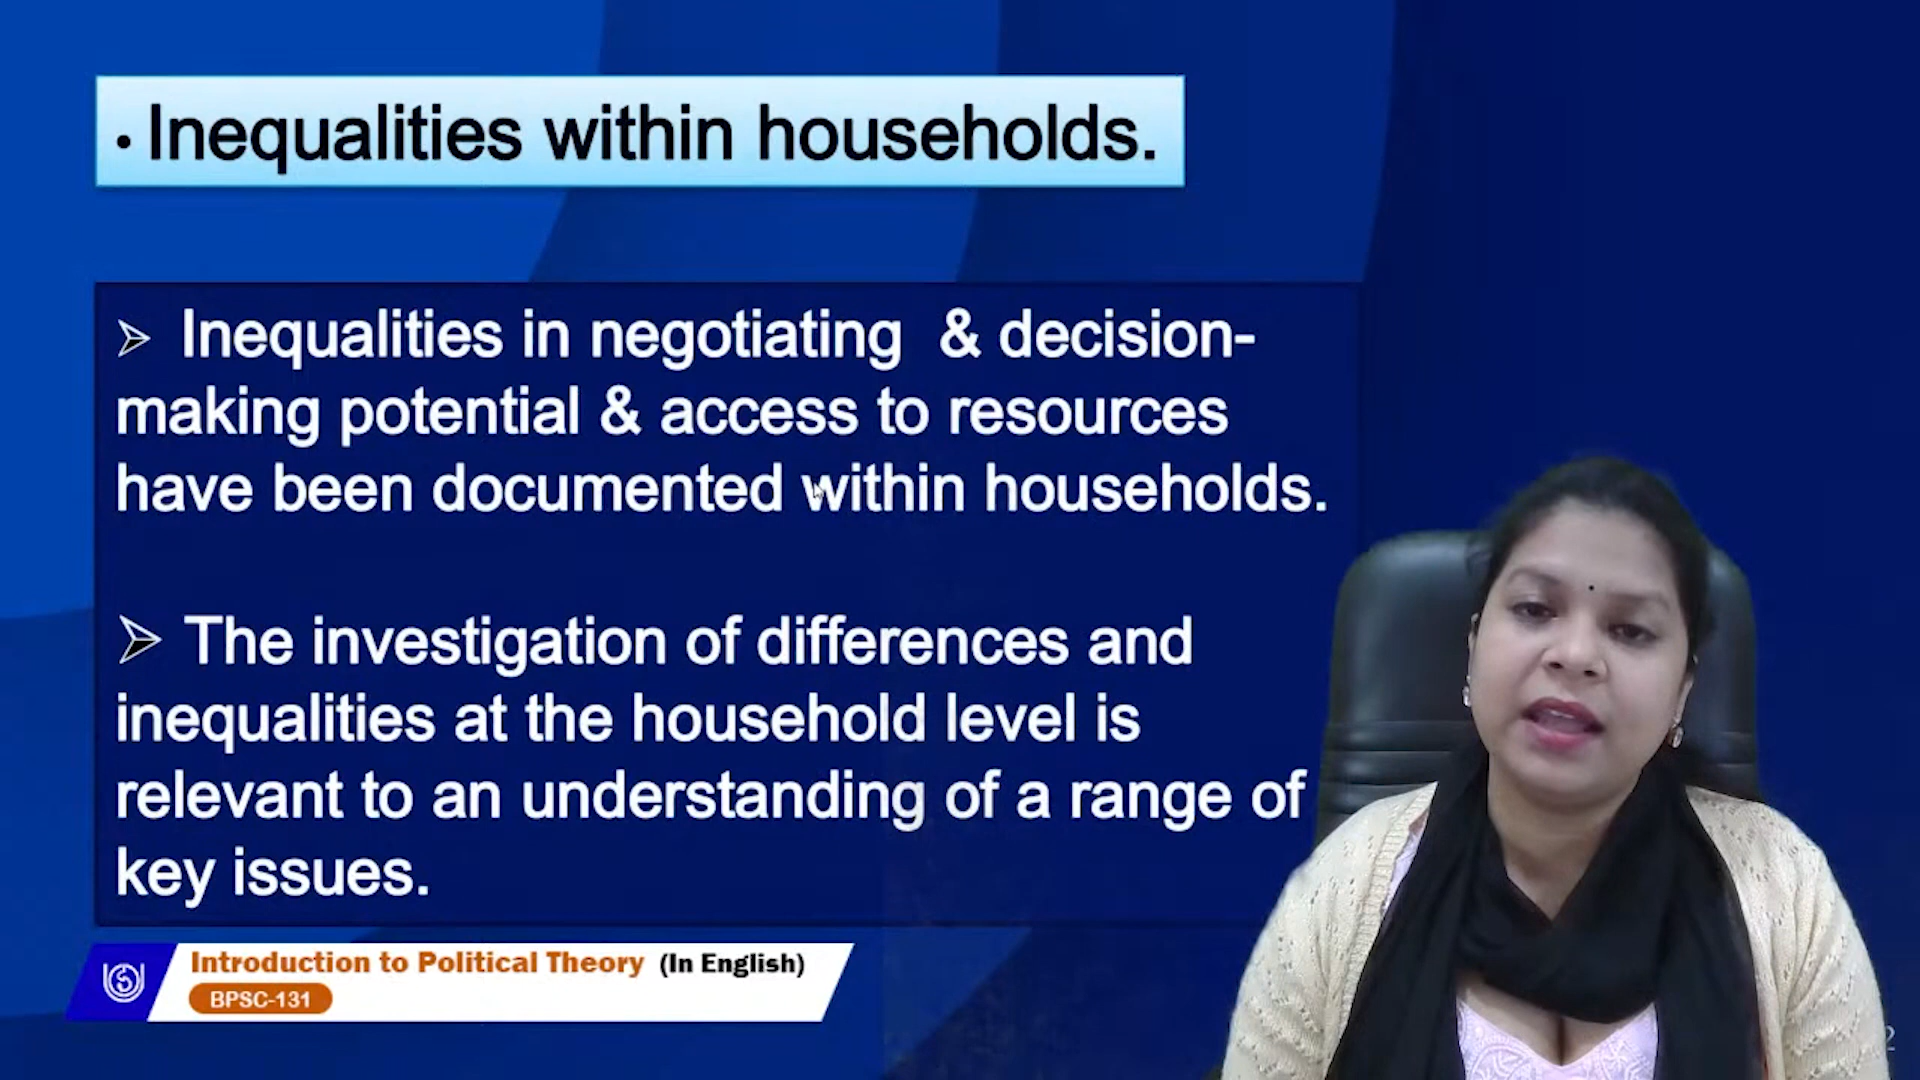 • Inequalities within households.
➢ Inequalities in negotiating & decision-
making potential & access to resources
have been documented within households.
➢ The investigation of differences and
inequalities at the household level is
relevant to an understanding of a range of
key issues.
Introduction to Political Theory (In English)
BPSC-131
2